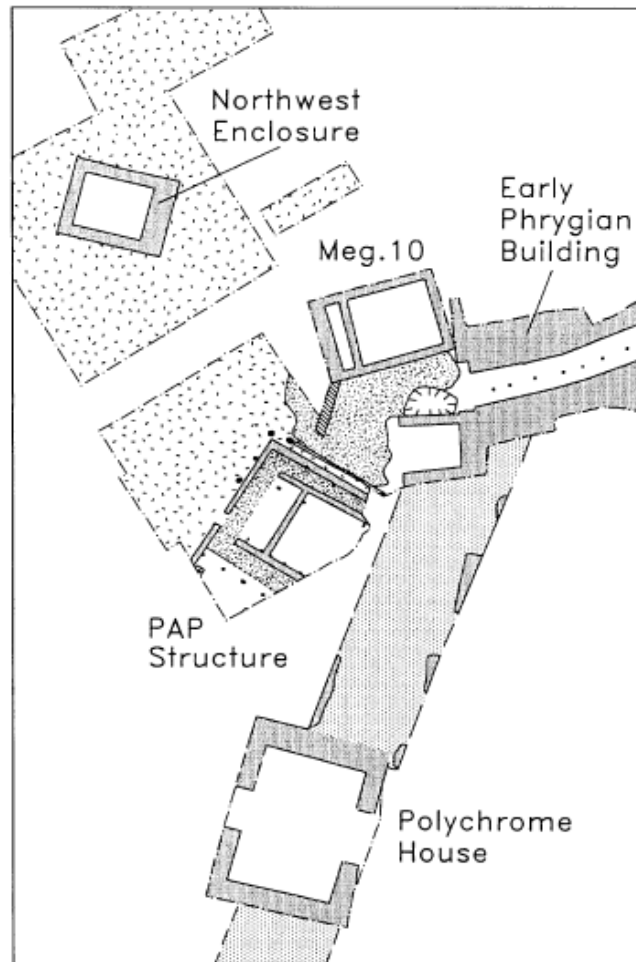 Northwest
Enclosure
Early
Phrygian
Building
Meg.10
PAP
Structure
Polychrome
House